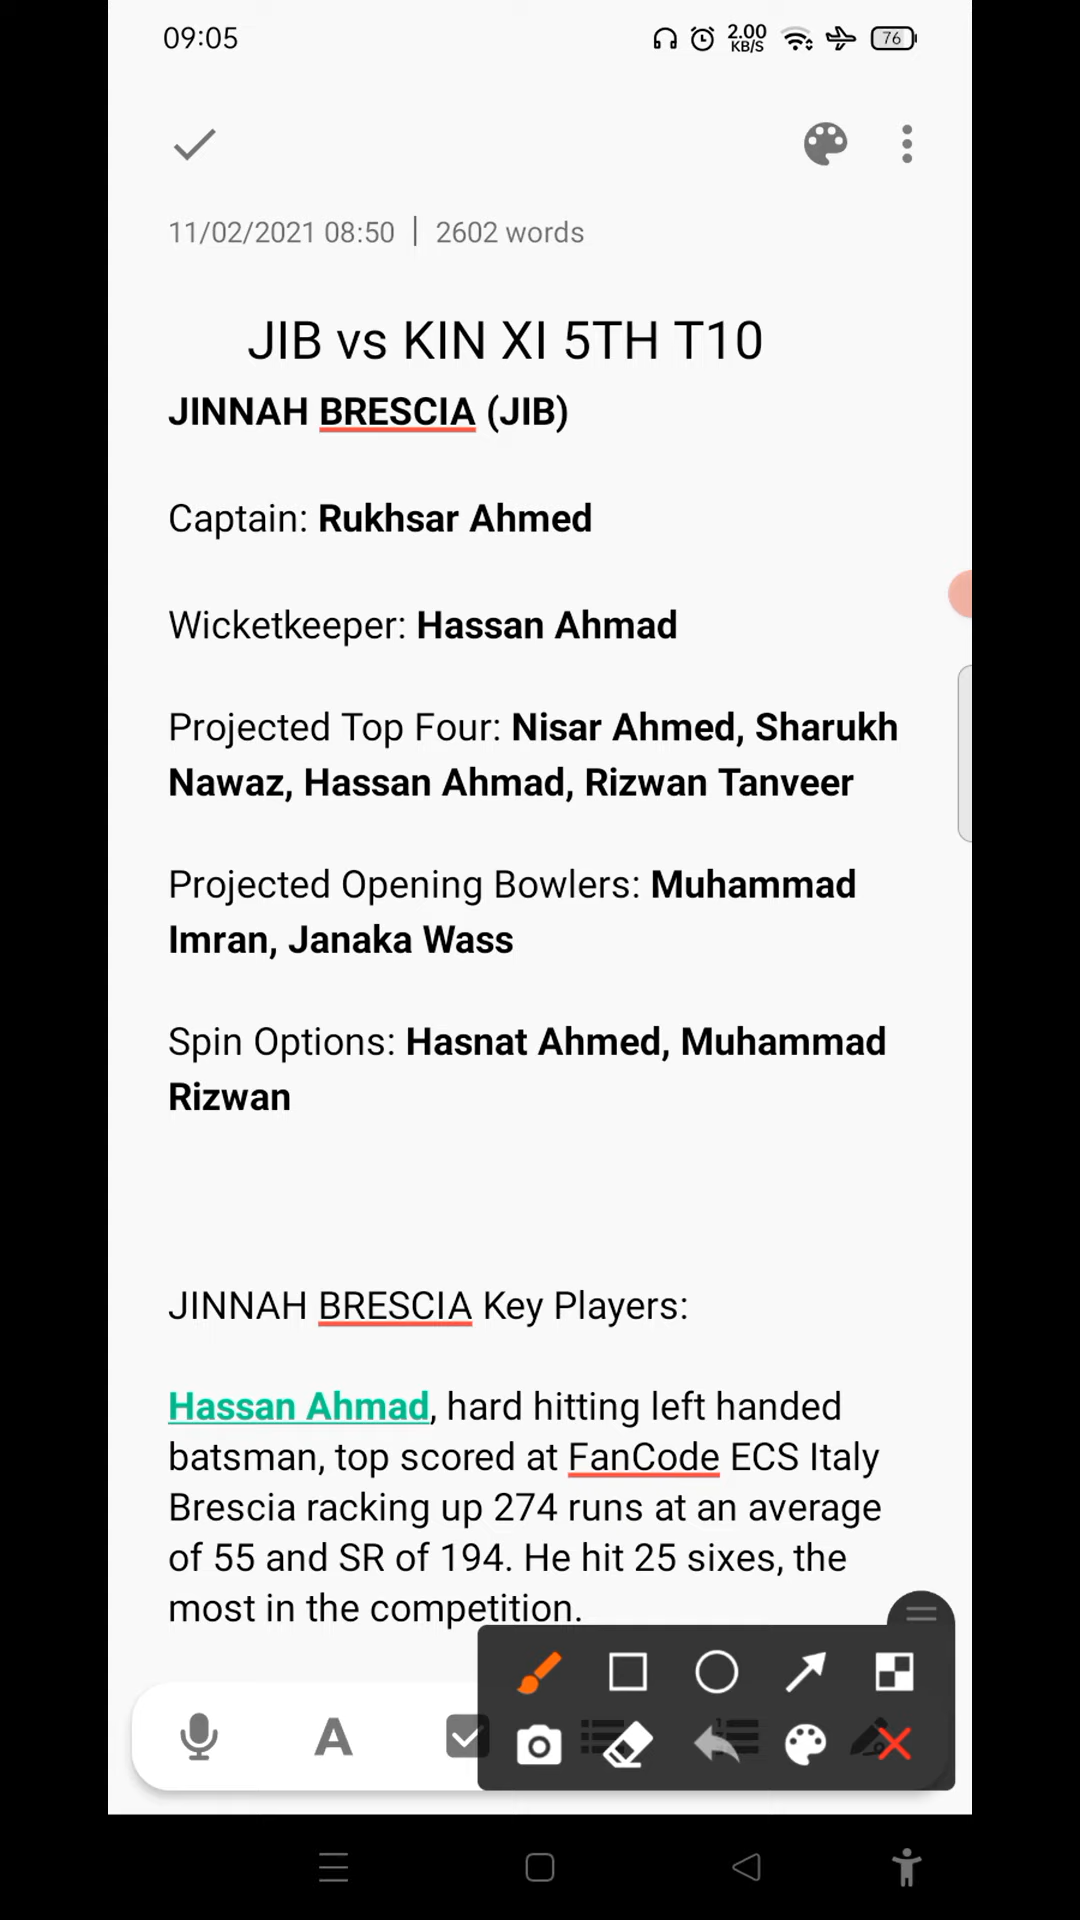 09:05
2.00
KB/S
76
11/02/2021 08:50 | 2602 words
JIB vs KIN XI 5TH T10
JINNAH BRESCIA (JIB)
Captain: Rukhsar Ahmed
Wicketkeeper: Hassan Ahmad
Projected Top Four: Nisar Ahmed, Sharukh
Nawaz, Hassan Ahmad, Rizwan Tanveer
Projected Opening Bowlers: Muhammad
Imran, Janaka Wass
Spin Options: Hasnat Ahmed, Muhammad
Rizwan
JINNAH BRESCIA Key Players:
Hassan Ahmad, hard hitting left handed
batsman, top scored at FanCode ECS Italy
Brescia racking up 274 runs at an average
of 55 and SR of 194. He hit 25 sixes, the
most in the competition.
A